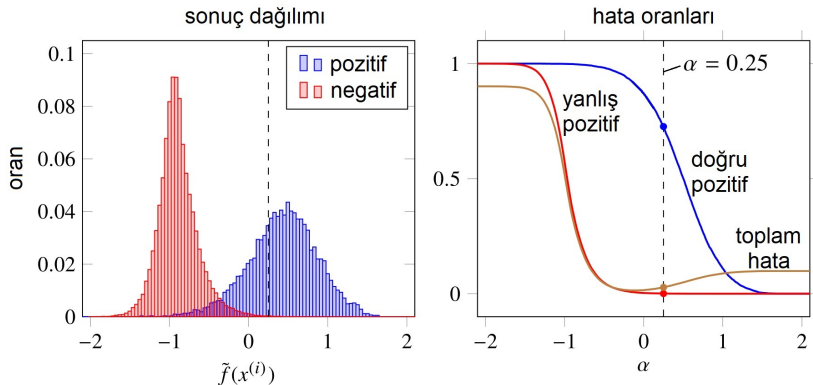 sonuç dağılımı
0.1
0.08
0.06
0.04
0.02
0
oran
pozitif
negatif
−2
−1
0
1
2
f̃(x⁽ⁱ⁾)
hata oranları
1
0.5
0
α = 0.25
yanlış
pozitif
doğru
pozitif
toplam
hata
−2
−1
0
1
2
α